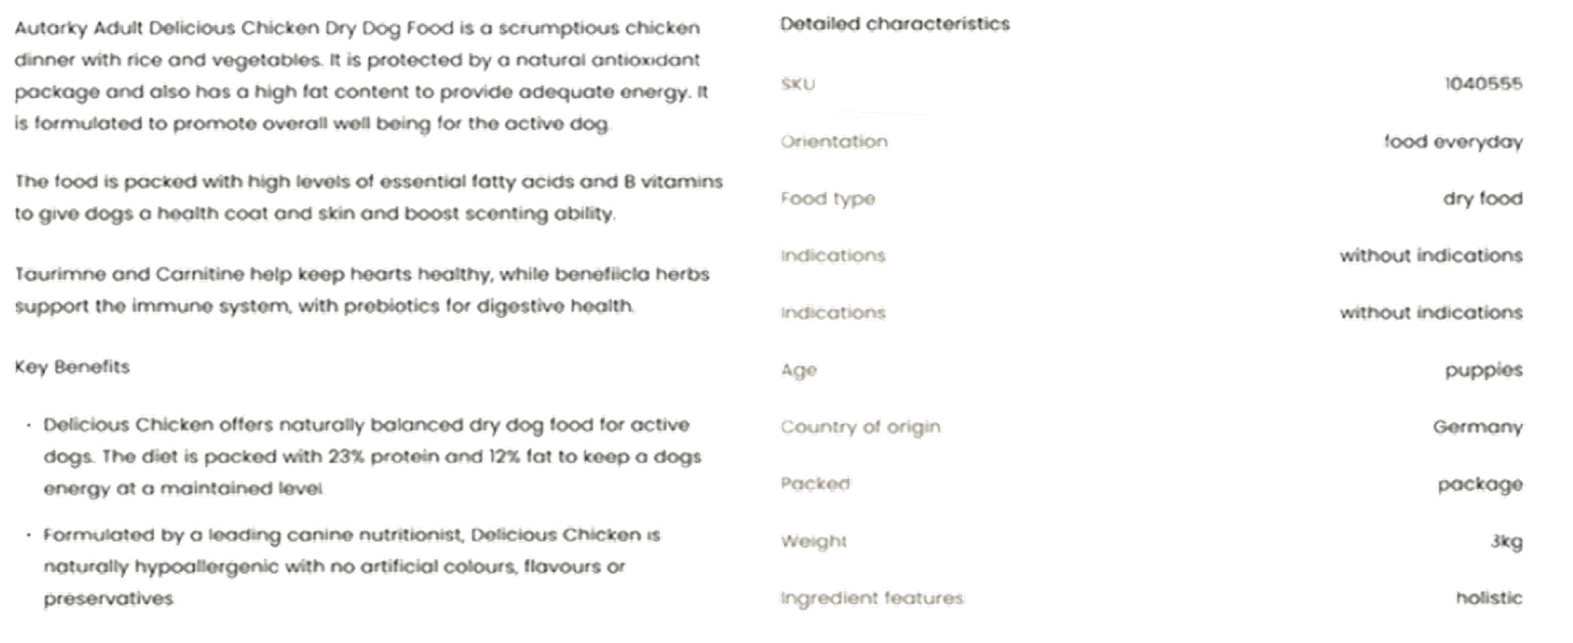 Autarky Adult Delicious Chicken Dry Dog Food is a scrumptious chicken
dinner with rice and vegetables. It is protected by a natural antioxidant
package and also has a high fat content to provide adequate energy. It
is formulated to promote overall well being for the active dog.
The food is packed with high levels of essential fatty acids and B vitamins
to give dogs a health coat and skin and boost scenting ability.
Taurimne and Carnitine help keep hearts healthy, while benefiicla herbs
support the immune system, with prebiotics for digestive health.
Key Benefits
· Delicious Chicken offers naturally balanced dry dog food for active
dogs. The diet is packed with 23% protein and 12% fat to keep a dogs
energy at a maintained level
· Formulated by a leading canine nutritionist, Delicious Chicken is
naturally hypoallergenic with no artificial colours, flavours or
preservatives
Detailed characteristics
SKU 1040555
Orientation food everyday
Food type dry food
Indications without indications
Indications without indications
Age puppies
Country of origin Germany
Packed package
Weight 3kg
Ingredient features holistic